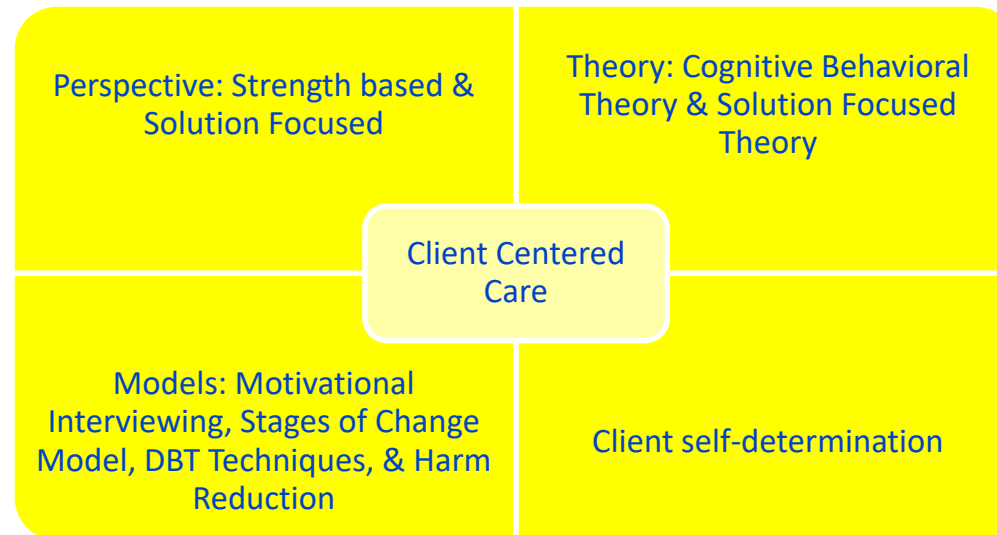 Perspective: Strength based &
Solution Focused
Theory: Cognitive Behavioral
Theory & Solution Focused
Theory
Client Centered
Care
Models: Motivational
Interviewing, Stages of Change
Model, DBT Techniques, & Harm
Reduction
Client self-determination